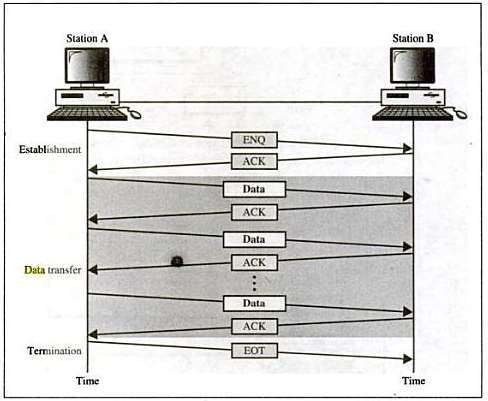 Station A
Station B
Establishment
ENQ
ACK
Data
ACK
Data
Data transfer
ACK
Data
ACK
Termination
EOT
Time
Time